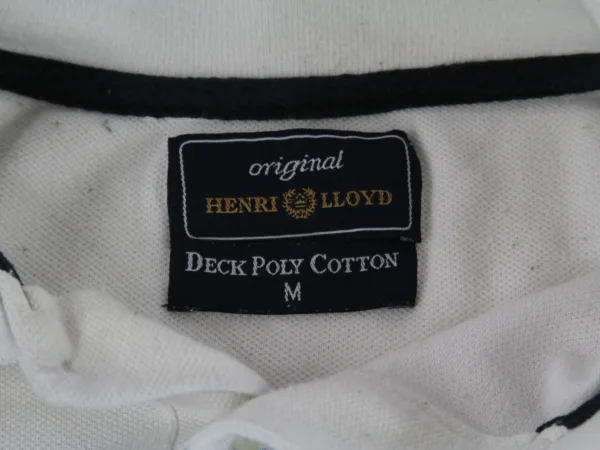 original
HENRI LLOYD
DECK POLY COTTON
M